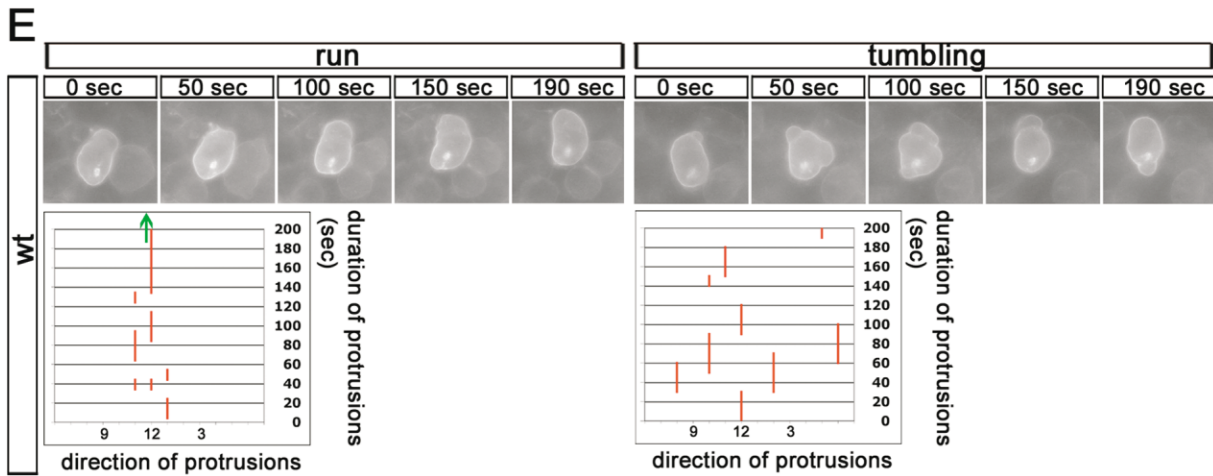 E
run
tumbling
0 sec 50 sec 100 sec 150 sec 190 sec
0 sec 50 sec 100 sec 150 sec 190 sec
wt
200
180
160
140
120
100
80
60
40
20
0
9 12 3
duration of protrusions
(sec)
direction of protrusions
200
180
160
140
120
100
80
60
40
20
0
9 12 3
duration of protrusions
(sec)
direction of protrusions